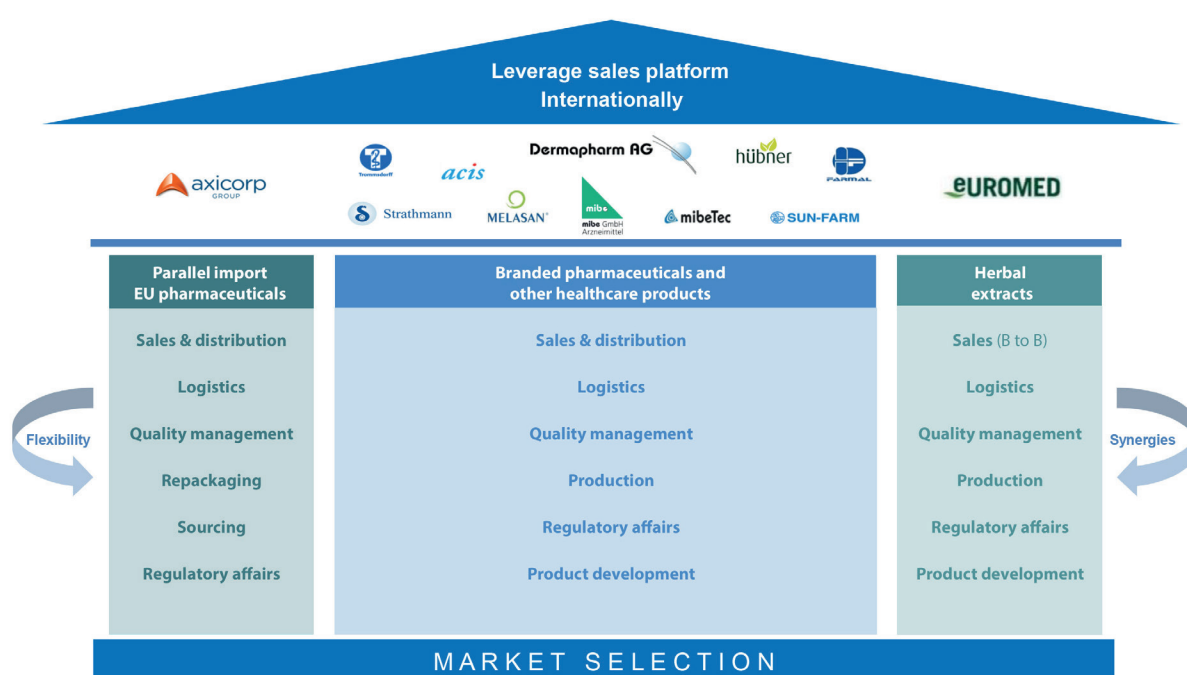 Leverage sales platform
Internationally
axicorp
GROUP
Trommsdorff
acis
Dermapharm AG
hübner
FARMAL
Strathmann
MELASAN®
mibe
mibe GmbH
Arzneimittel
mibeTec
SUN-FARM
EUROMED
Parallel import
EU pharmaceuticals
Sales & distribution
Logistics
Quality management
Repackaging
Sourcing
Regulatory affairs
Branded pharmaceuticals and
other healthcare products
Sales & distribution
Logistics
Quality management
Production
Regulatory affairs
Product development
Herbal
extracts
Sales (B to B)
Logistics
Quality management
Production
Regulatory affairs
Product development
Flexibility
Synergies
MARKET SELECTION